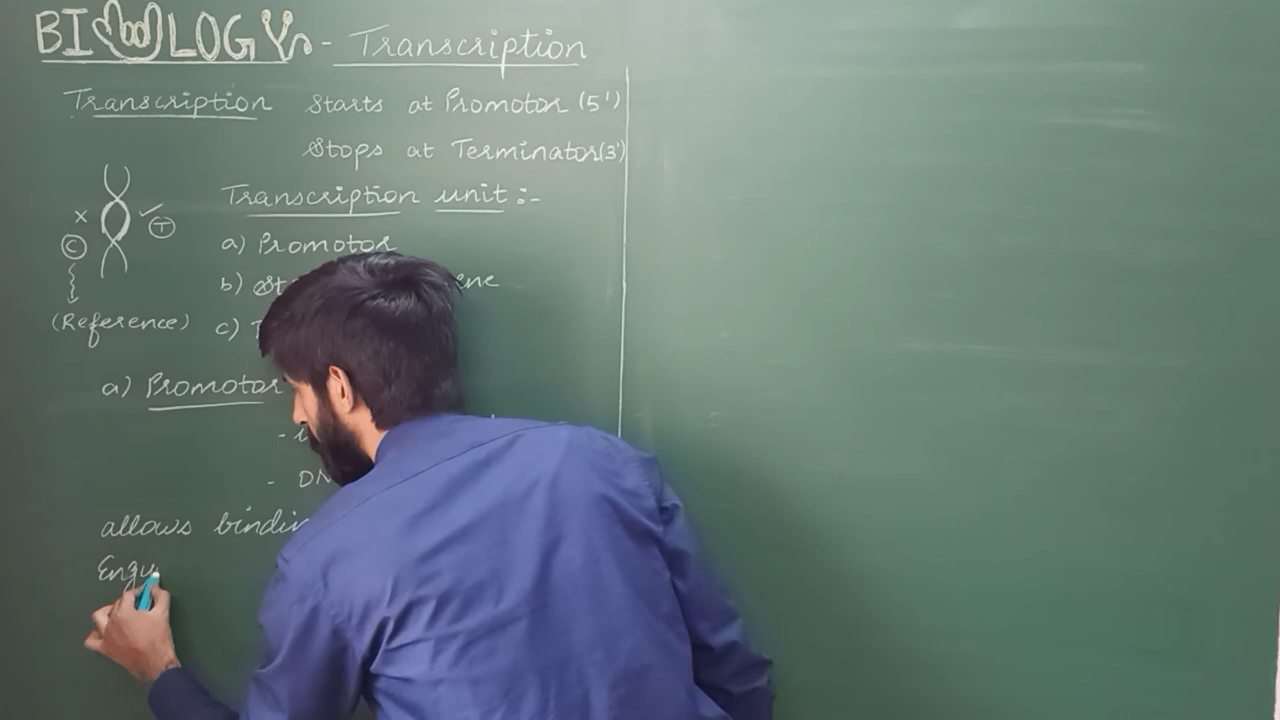 BIOLOGY - Transcription
Transcription starts at Promotor (5')
Stops at Terminator (3')
Transcription unit :-
x
T
C
a) Promotor
b)
(Reference)
c)
a) Promotor
-
-
allows